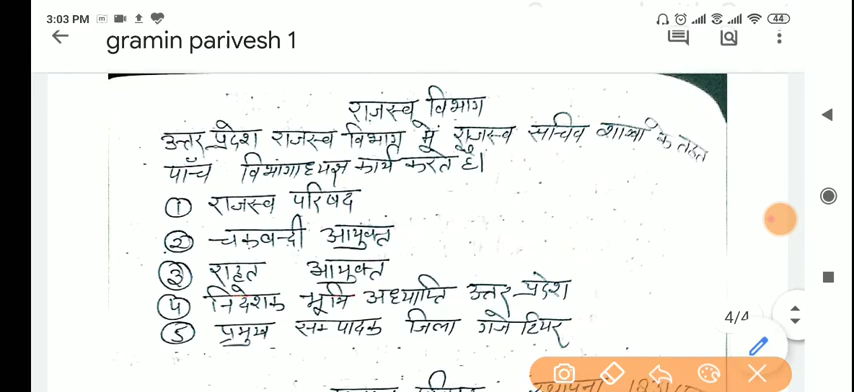 3:03 PM
44
gramin parivesh 1
राजस्व विभाग
उत्तर प्रदेश राजस्व विभाग में राजस्व सचिव शाखा के तहत
पाँच विभागाध्यक्ष कार्य करते है।
① राजस्व परिषद
② चकबन्दी आयुक्त
③ राहत आयुक्त
④ निदेशक भूमि अध्याप्ति उत्तर प्रदेश
⑤ प्रमुख सम्पादक जिला गजेटियर
4/4